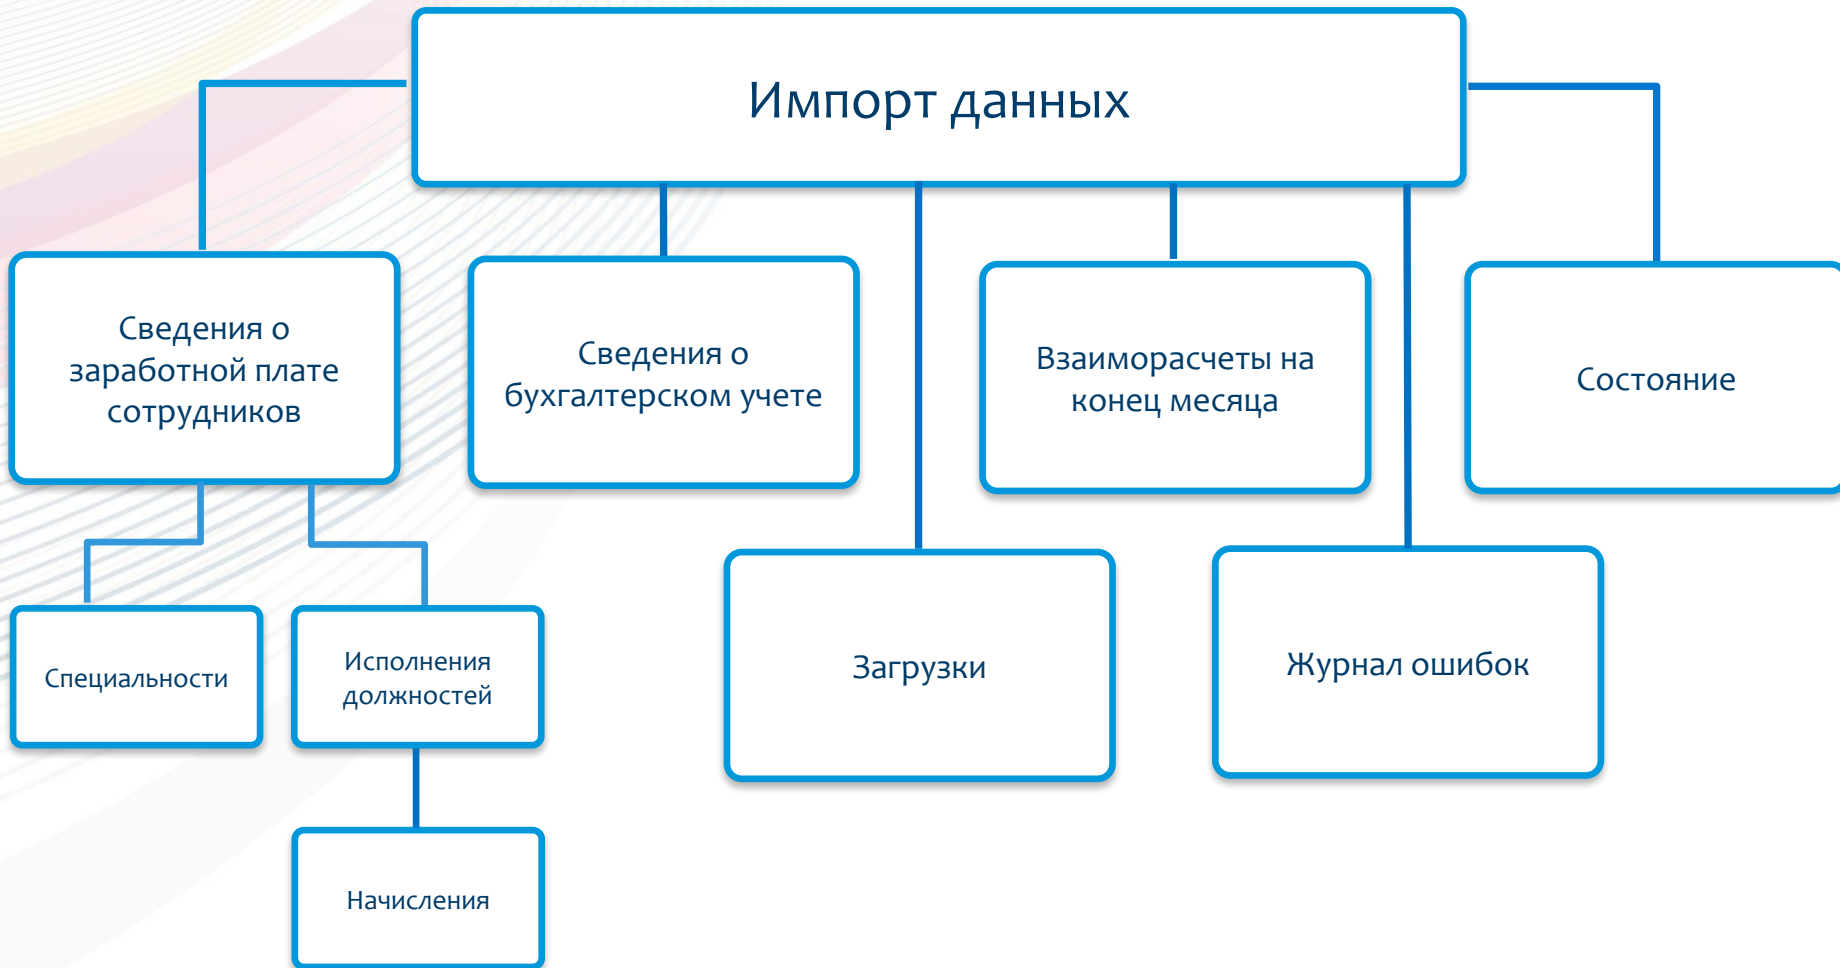 Импорт данных
Сведения о
заработной плате
сотрудников
Сведения о
бухгалтерском учете
Взаиморасчеты на
конец месяца
Состояние
Специальности
Исполнения
должностей
Загрузки
Журнал ошибок
Начисления